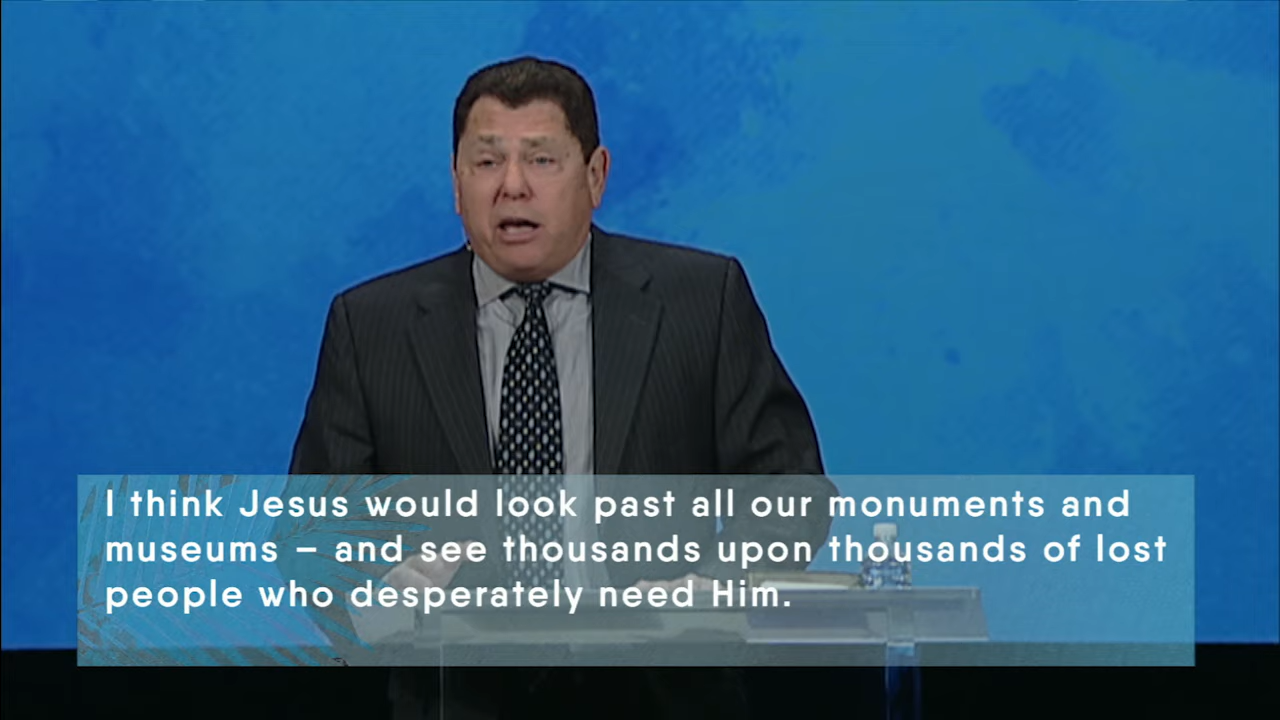 I think Jesus would look past all our monuments and
museums – and see thousands upon thousands of lost
people who desperately need Him.